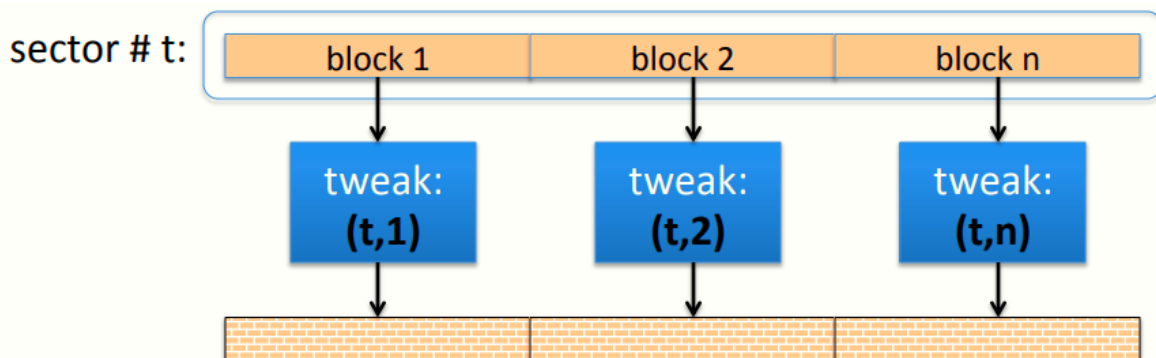 sector # t:
block 1 block 2 block n
tweak: tweak: tweak:
(t,1) (t,2) (t,n)